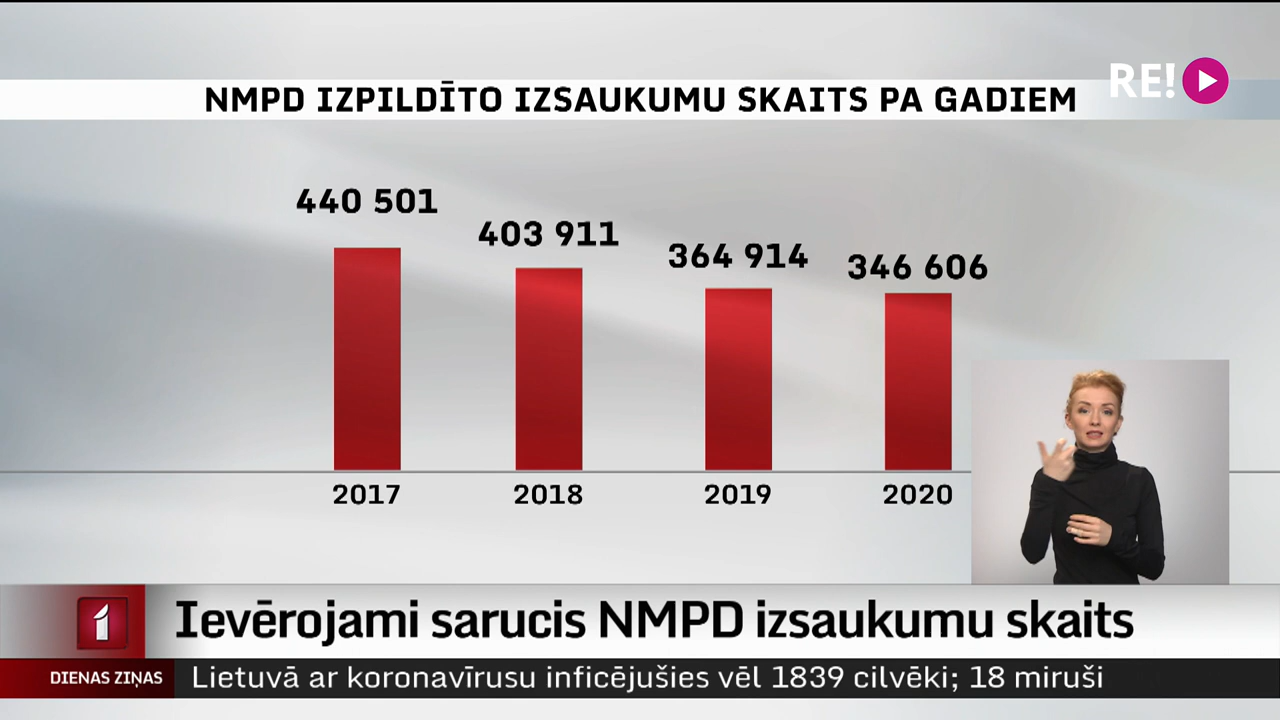 RE!
NMPD IZPILDĪTO IZSAUKUMU SKAITS PA GADIEM
440 501
403 911
364 914
346 606
2017
2018
2019
2020
1
Ievērojami sarucis NMPD izsaukumu skaits
DIENAS ZIŅAS
Lietuvā ar koronavīrusu inficējušies vēl 1839 cilvēki; 18 miruši